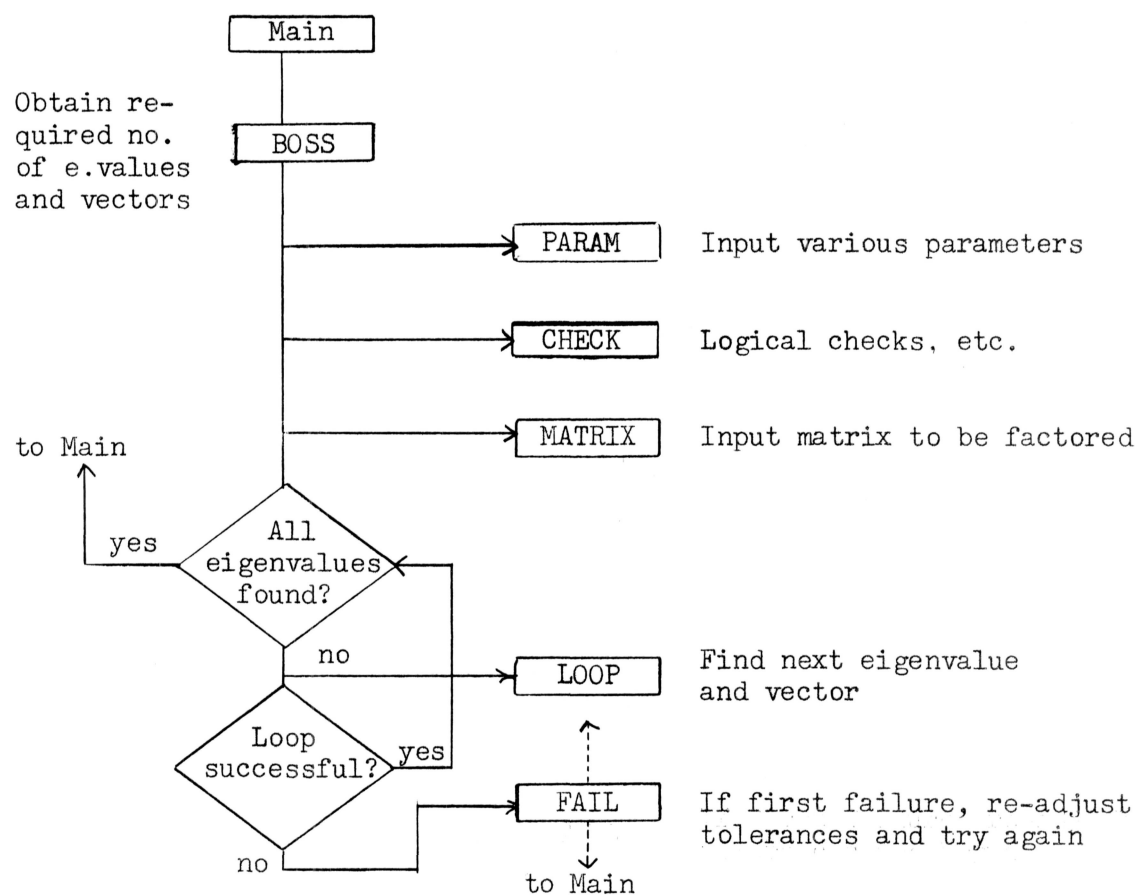 Main
Obtain re-
quired no.
of e.values
and vectors
BOSS
PARAM
Input various parameters
CHECK
Logical checks, etc.
MATRIX
Input matrix to be factored
to Main
yes
All
eigenvalues
found?
no
LOOP
Find next eigenvalue
and vector
Loop
successful?
yes
FAIL
If first failure, re-adjust
tolerances and try again
no
to Main